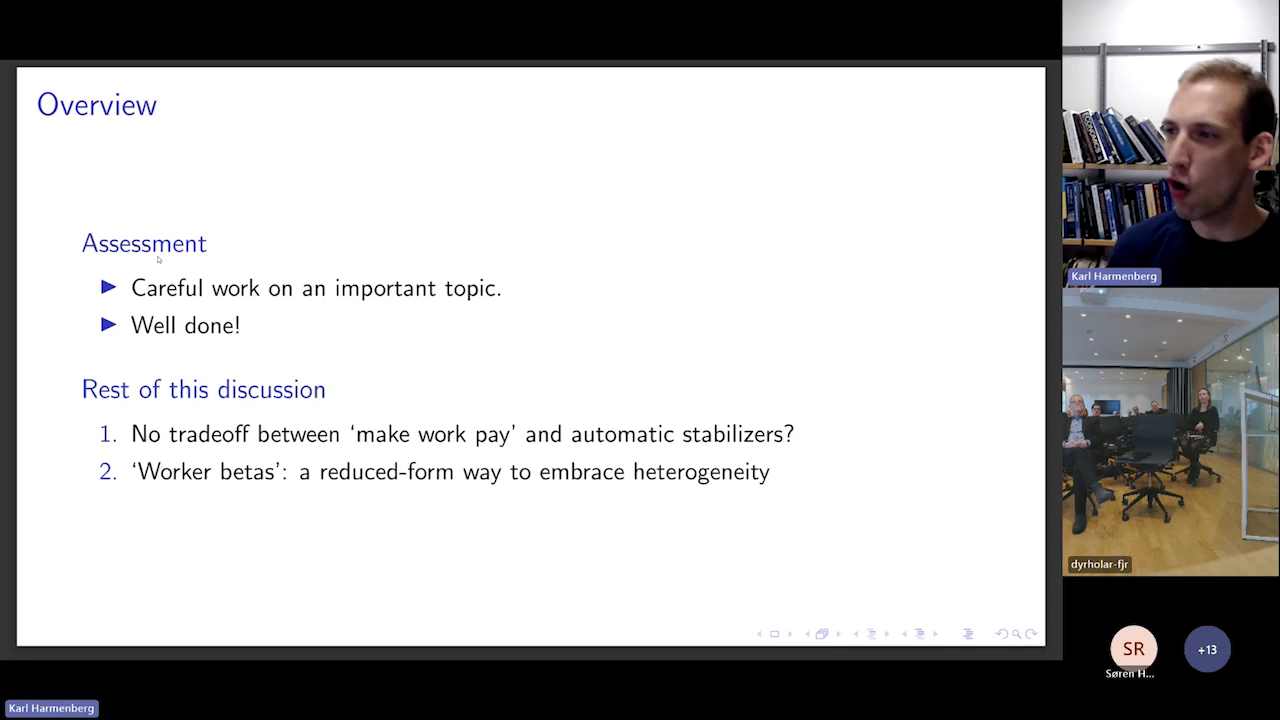 Overview
Assessment
Careful work on an important topic.
Well done!
Rest of this discussion
1. No tradeoff between ‘make work pay’ and automatic stabilizers?
2. ‘Worker betas’: a reduced-form way to embrace heterogeneity
Karl Harmenberg
dyrholar-fjr
SR
Søren H...
+13
Karl Harmenberg